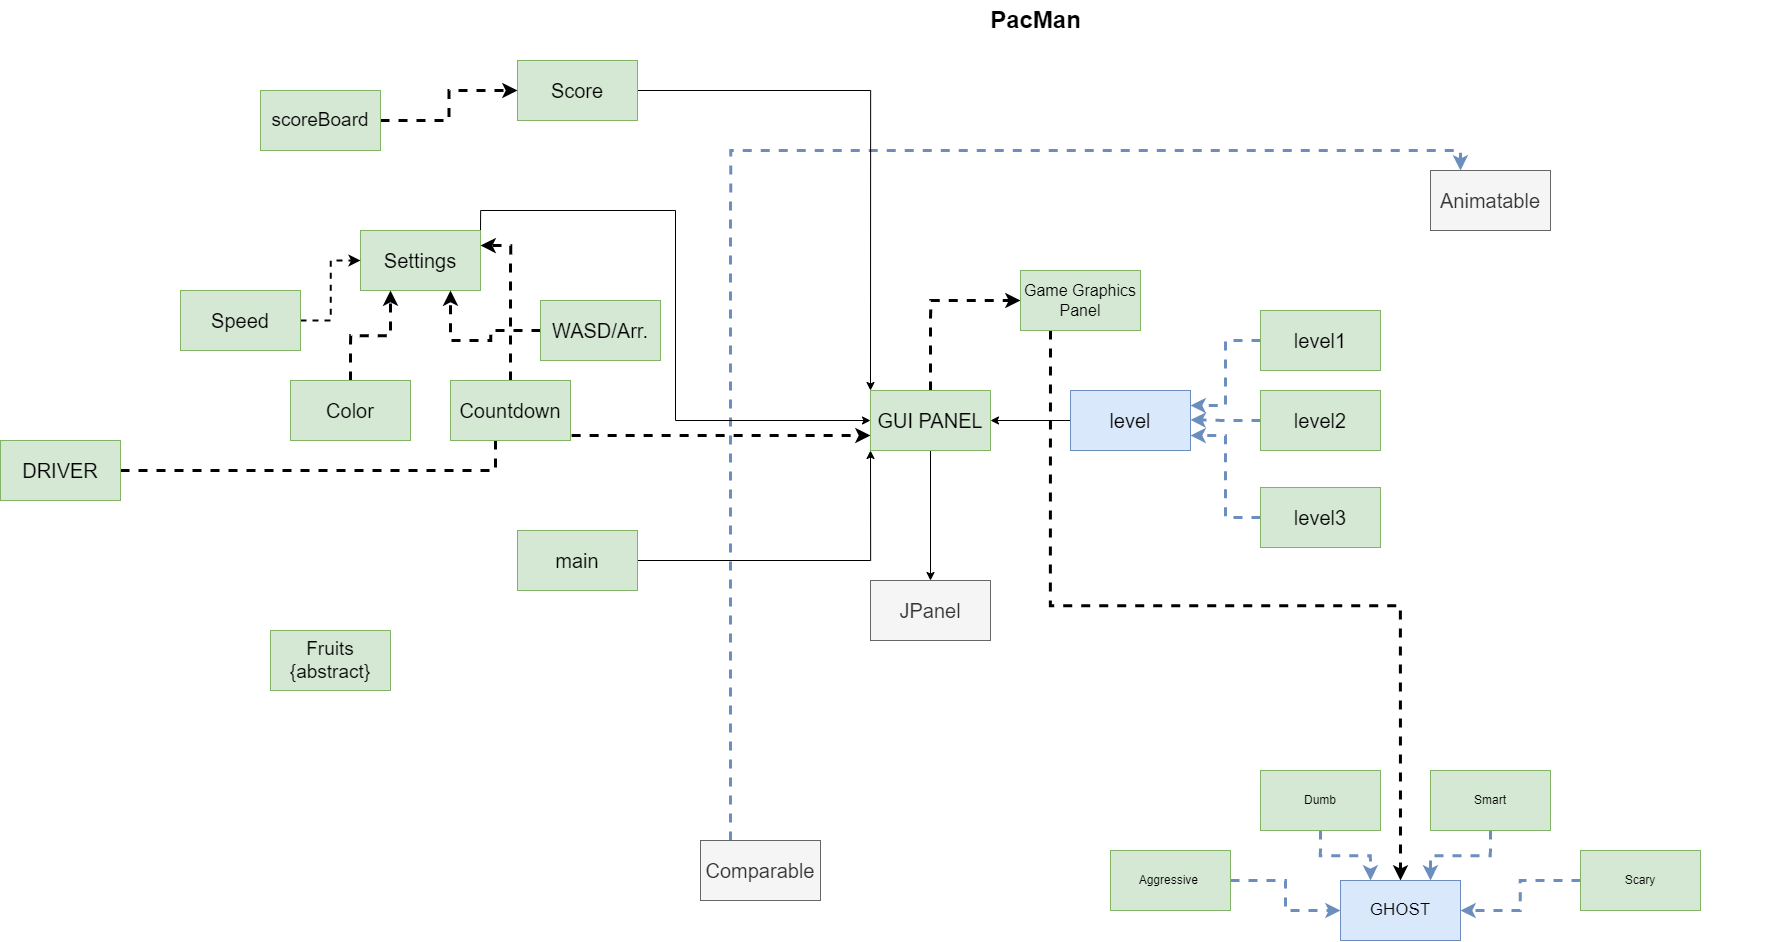 PacMan
Score
scoreBoard
Animatable
Settings
Game Graphics
Panel
Speed
WASD/Arr.
level1
Color
Countdown
GUI PANEL
level
level2
DRIVER
level3
main
JPanel
Fruits
{abstract}
Dumb
Smart
Comparable
Aggressive
Scary
GHOST